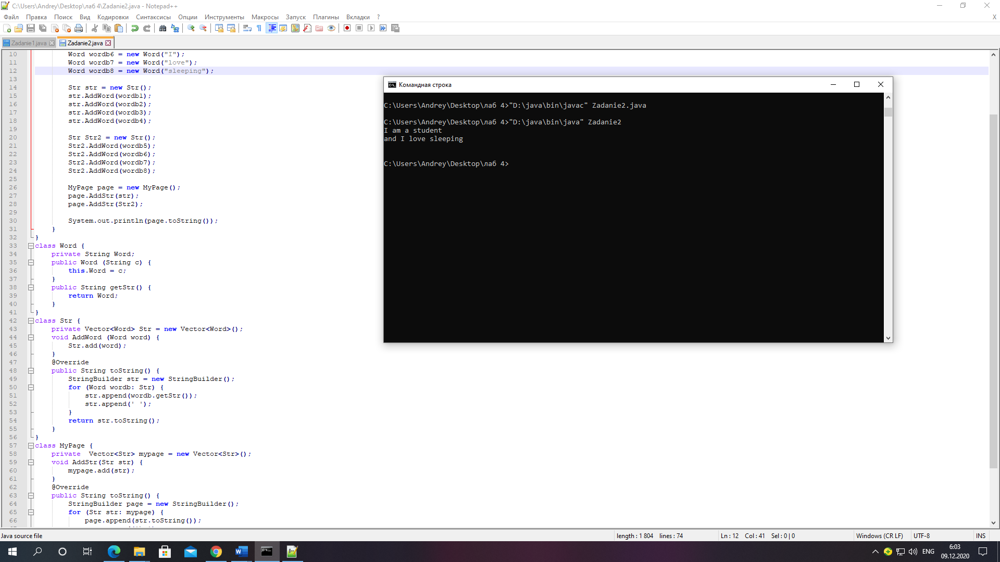 C:\Users\Andrey\Desktop\лаб 4\Zadanie2.java - Notepad++
Файл Правка Поиск Вид Кодировки Синтаксисы Опции Инструменты Макросы Запуск Плагины Вкладки ? X
Zadanie1.java Zadanie2.java
10 Word wordb6 = new Word("I");
11 Word wordb7 = new Word("love");
12 Word wordb8 = new Word("sleeping");
13
14 Str str = new Str();
15 str.AddWord(wordb1);
16 str.AddWord(wordb2);
17 str.AddWord(wordb3);
18 str.AddWord(wordb4);
19
20 Str Str2 = new Str();
21 Str2.AddWord(wordb5);
22 Str2.AddWord(wordb6);
23 Str2.AddWord(wordb7);
24 Str2.AddWord(wordb8);
25
26 MyPage page = new MyPage();
27 page.AddStr(str);
28 page.AddStr(Str2);
29
30 System.out.println(page.toString());
31 }
32 }
33 class Word {
34 private String Word;
35 public Word (String c) {
36 this.Word = c;
37 }
38 public String getStr() {
39 return Word;
40 }
41 }
42 class Str {
43 private Vector<Word> Str = new Vector<Word>();
44 void AddWord (Word word) {
45 Str.add(word);
46 }
47 @Override
48 public String toString() {
49 StringBuilder str = new StringBuilder();
50 for (Word wordb: Str) {
51 str.append(wordb.getStr());
52 str.append(' ');
53 }
54 return str.toString();
55 }
56 }
57 class MyPage {
58 private  Vector<Str> mypage = new Vector<Str>();
59 void AddStr(Str str) {
60 mypage.add(str);
61 }
62 @Override
63 public String toString() {
64 StringBuilder page = new StringBuilder();
65 for (Str str: mypage) {
66 page.append(str.toString());
Командная строка
C:\Users\Andrey\Desktop\лаб 4>"D:\java\bin\javac" Zadanie2.java
C:\Users\Andrey\Desktop\лаб 4>"D:\java\bin\java" Zadanie2
I am a student
and I love sleeping
C:\Users\Andrey\Desktop\лаб 4>
Java source file length : 1 804 lines : 74 Ln : 12 Col : 41 Sel : 0 | 0 Windows (CR LF) UTF-8 INS
ENG 6:03
09.12.2020